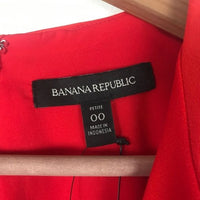 BANANA REPUBLIC
PETITE
00
MADE IN
INDONESIA